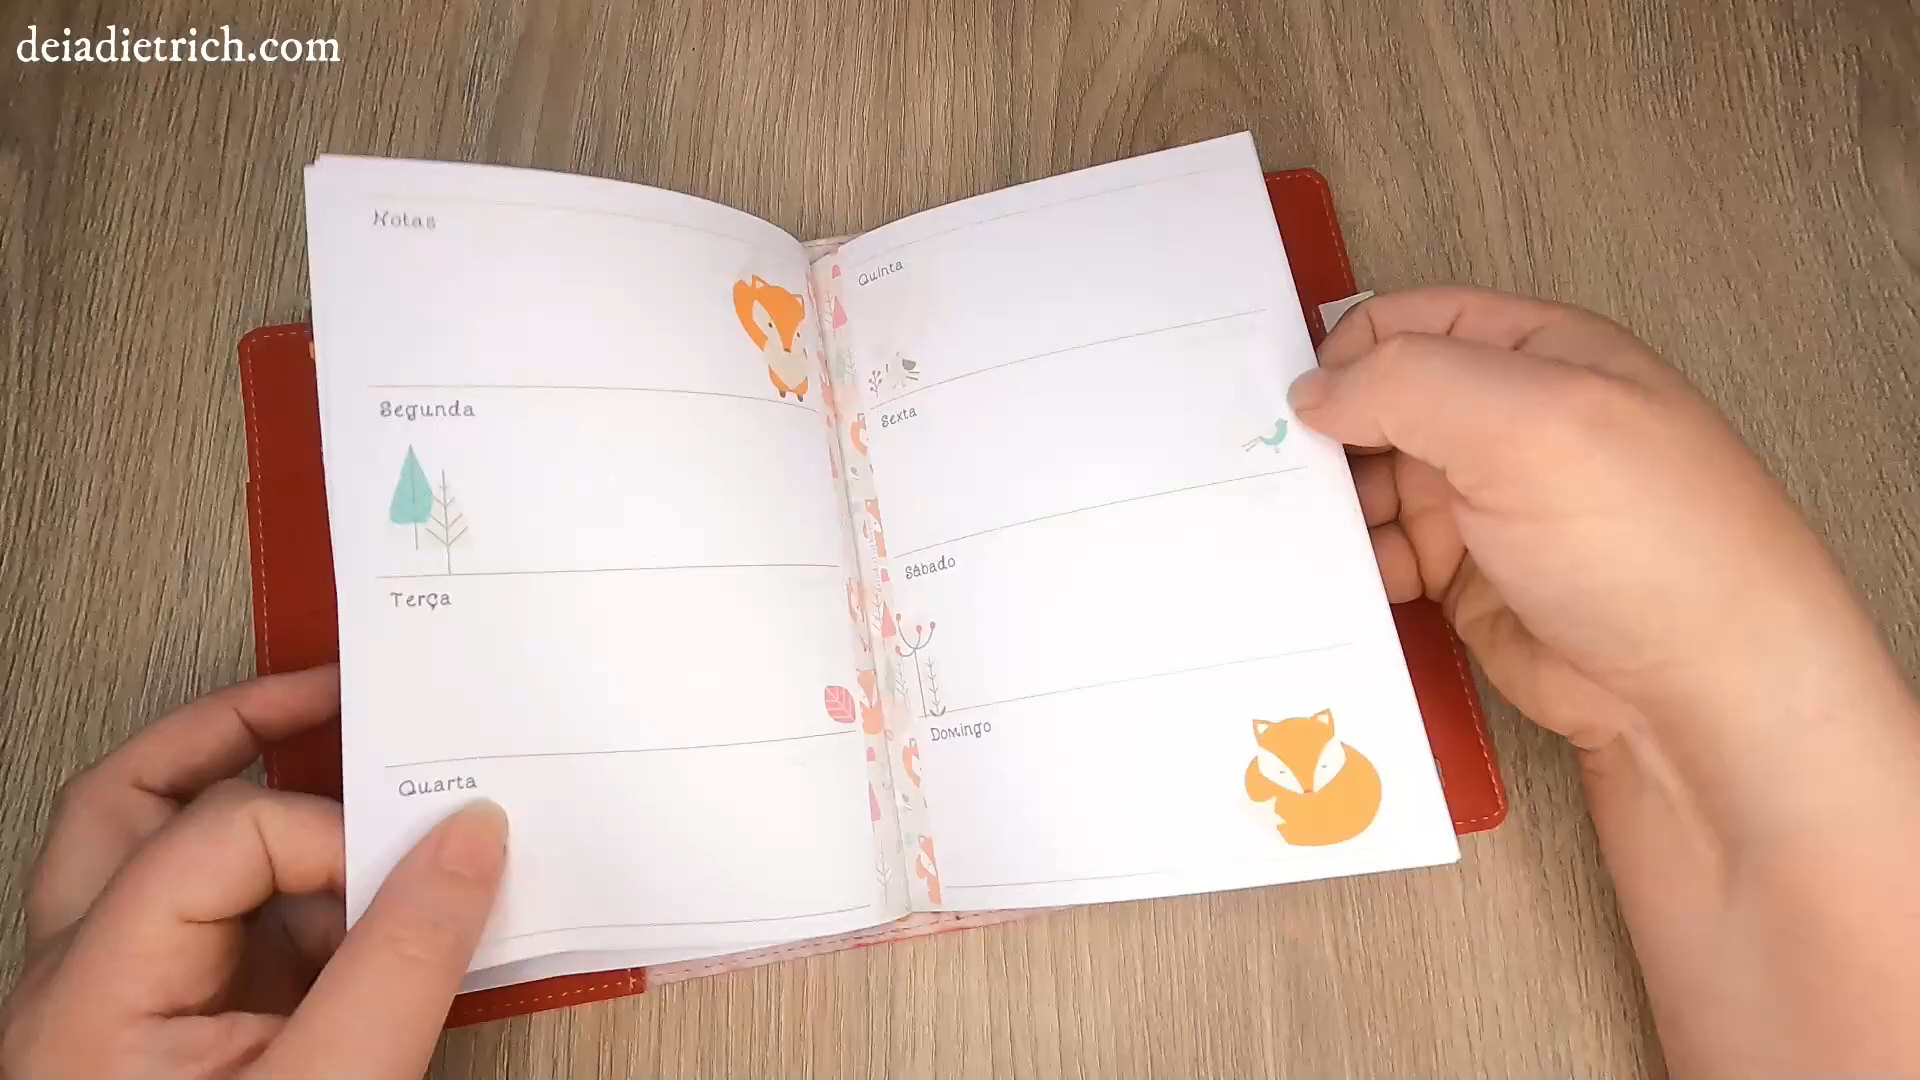 deiadietrich.com
Notas
Segunda
Terça
Quarta
Quinta
Sexta
Sábado
Domingo